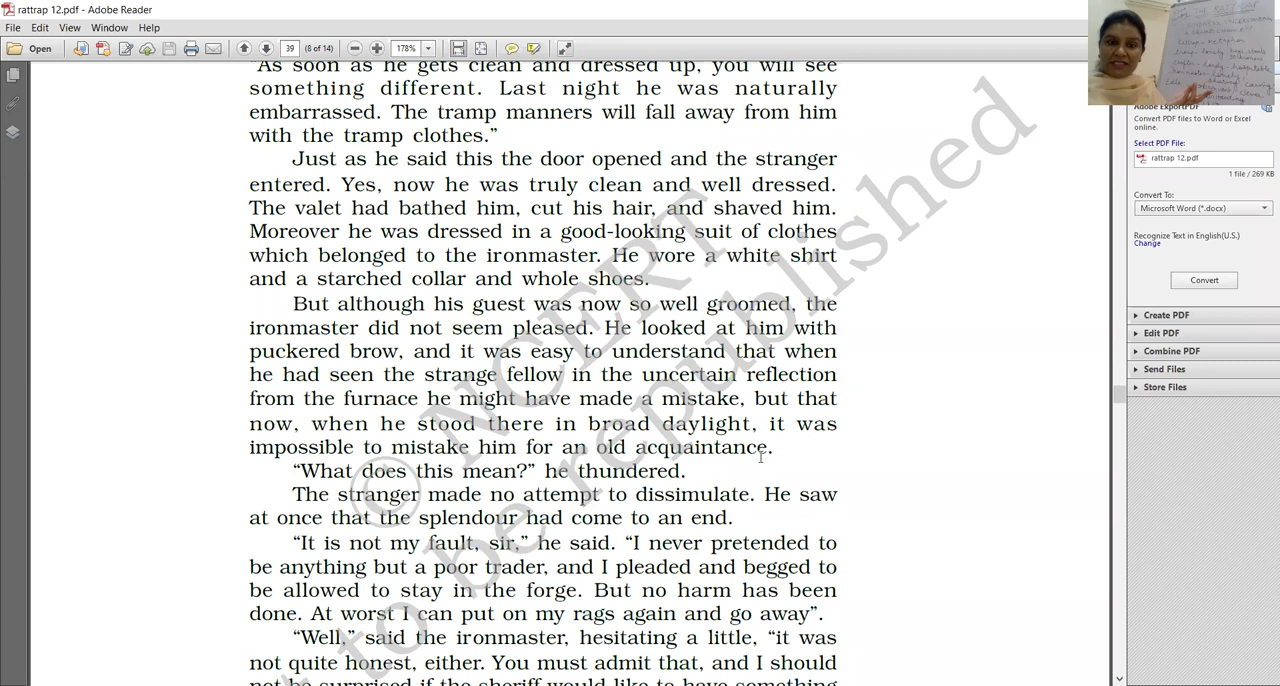 rattrap 12.pdf - Adobe Reader
File Edit View Window Help
Open 39 (8 of 14) 178%
"As soon as he gets clean and dressed up, you will see
something different. Last night he was naturally
embarrassed. The tramp manners will fall away from him
with the tramp clothes.”
Just as he said this the door opened and the stranger
entered. Yes, now he was truly clean and well dressed.
The valet had bathed him, cut his hair, and shaved him.
Moreover he was dressed in a good-looking suit of clothes
which belonged to the ironmaster. He wore a white shirt
and a starched collar and whole shoes.
But although his guest was now so well groomed, the
ironmaster did not seem pleased. He looked at him with
puckered brow, and it was easy to understand that when
he had seen the strange fellow in the uncertain reflection
from the furnace he might have made a mistake, but that
now, when he stood there in broad daylight, it was
impossible to mistake him for an old acquaintance.
“What does this mean?” he thundered.
The stranger made no attempt to dissimulate. He saw
at once that the splendour had come to an end.
“It is not my fault, sir,” he said. “I never pretended to
be anything but a poor trader, and I pleaded and begged to
be allowed to stay in the forge. But no harm has been
done. At worst I can put on my rags again and go away”.
“Well,” said the ironmaster, hesitating a little, “it was
not quite honest, either. You must admit that, and I should
not be surprised if the sheriff would like to have something
© NCERT
not to be republished
THE RATTRAP
Adobe ExportPDF
Convert PDF files to Word or Excel
online.
Select PDF File:
rattrap 12.pdf
1 file / 269 KB
Convert To:
Microsoft Word (*.docx)
Recognize Text in English(U.S.)
Change
Convert
Create PDF
Edit PDF
Combine PDF
Send Files
Store Files